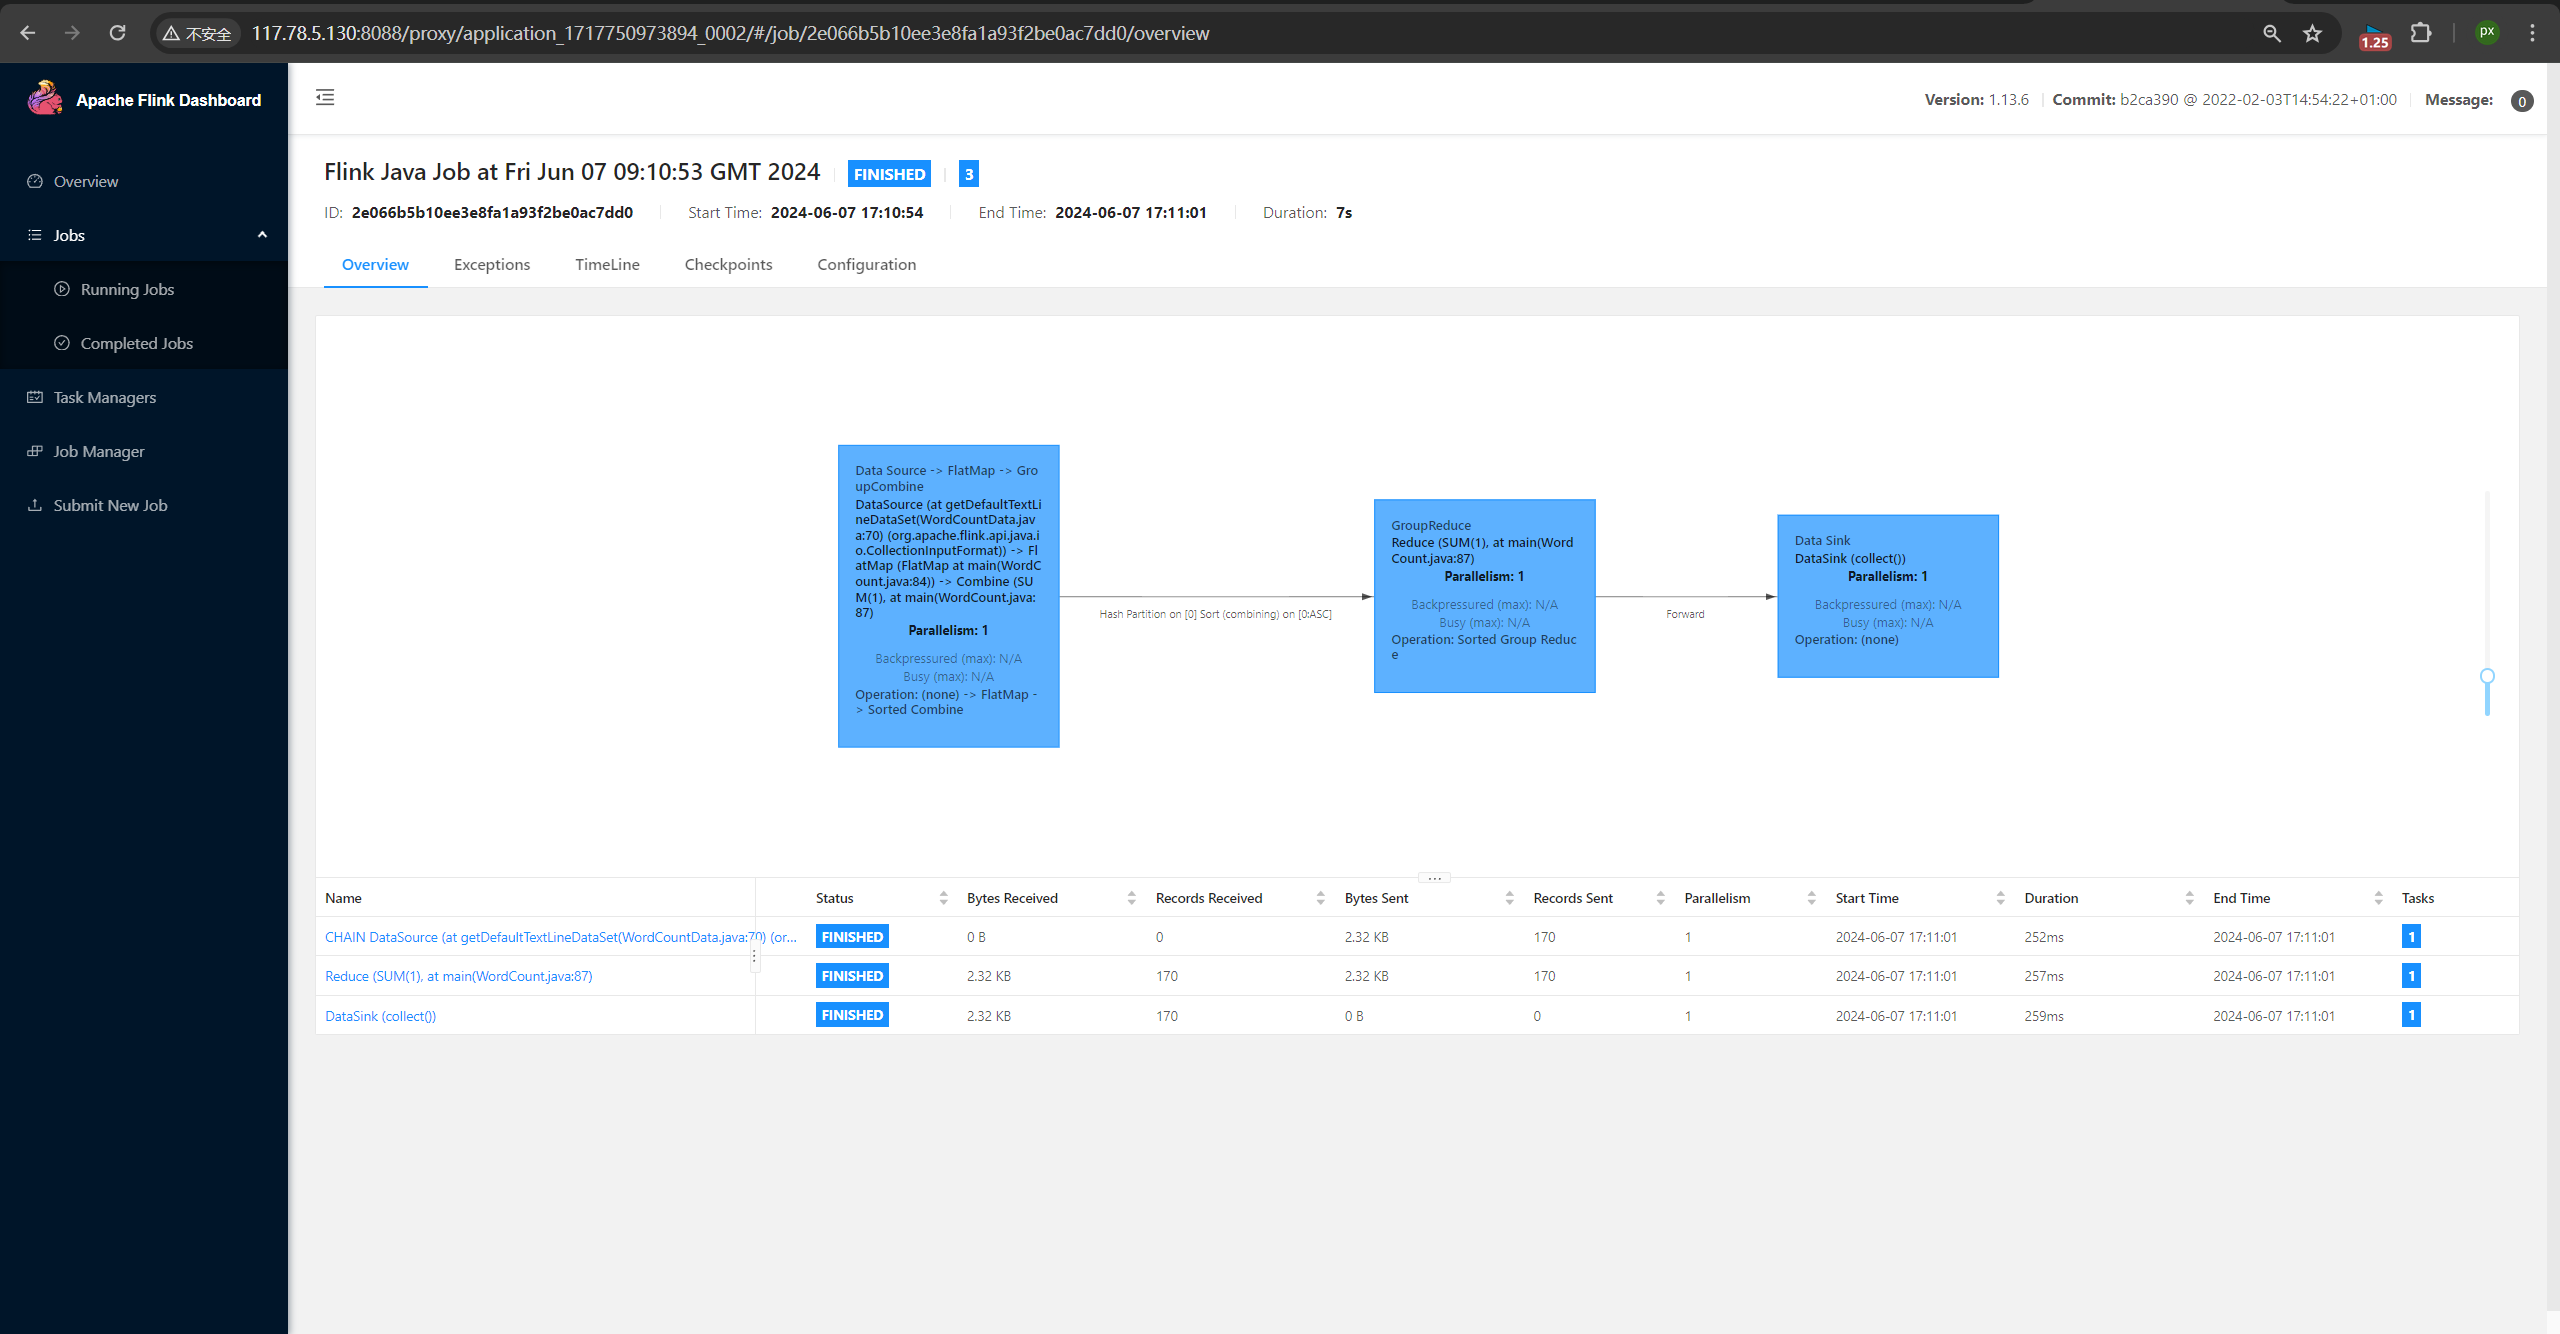 不安全 117.78.5.130:8088/proxy/application_1717750973894_0002/#/job/2e066b5b10ee3e8fa1a93f2be0ac7dd0/overview
1.25
px
Apache Flink Dashboard
Version: 1.13.6 Commit: b2ca390 @ 2022-02-03T14:54:22+01:00 Message: 0
Overview
Jobs
Running Jobs
Completed Jobs
Task Managers
Job Manager
Submit New Job
Flink Java Job at Fri Jun 07 09:10:53 GMT 2024 FINISHED 3
ID: 2e066b5b10ee3e8fa1a93f2be0ac7dd0 Start Time: 2024-06-07 17:10:54 End Time: 2024-06-07 17:11:01 Duration: 7s
Overview Exceptions TimeLine Checkpoints Configuration
Data Source -> FlatMap -> Gro
upCombine
DataSource (at getDefaultTextLi
neDataSet(WordCountData.jav
a:70) (org.apache.flink.api.java.i
o.CollectionInputFormat)) -> Fl
atMap (FlatMap at main(WordC
ount.java:84)) -> Combine (SU
M(1), at main(WordCount.java:
87)
Parallelism: 1
Backpressured (max): N/A
Busy (max): N/A
Operation: (none) -> FlatMap -
> Sorted Combine
Hash Partition on [0] Sort (combining) on [0:ASC]
GroupReduce
Reduce (SUM(1), at main(Word
Count.java:87)
Parallelism: 1
Backpressured (max): N/A
Busy (max): N/A
Operation: Sorted Group Reduc
e
Forward
Data Sink
DataSink (collect())
Parallelism: 1
Backpressured (max): N/A
Busy (max): N/A
Operation: (none)
Name Status Bytes Received Records Received Bytes Sent Records Sent Parallelism Start Time Duration End Time Tasks
CHAIN DataSource (at getDefaultTextLineDataSet(WordCountData.java:70) (or... FINISHED 0 B 0 2.32 KB 170 1 2024-06-07 17:11:01 252ms 2024-06-07 17:11:01 1
Reduce (SUM(1), at main(WordCount.java:87) FINISHED 2.32 KB 170 2.32 KB 170 1 2024-06-07 17:11:01 257ms 2024-06-07 17:11:01 1
DataSink (collect()) FINISHED 2.32 KB 170 0 B 0 1 2024-06-07 17:11:01 259ms 2024-06-07 17:11:01 1